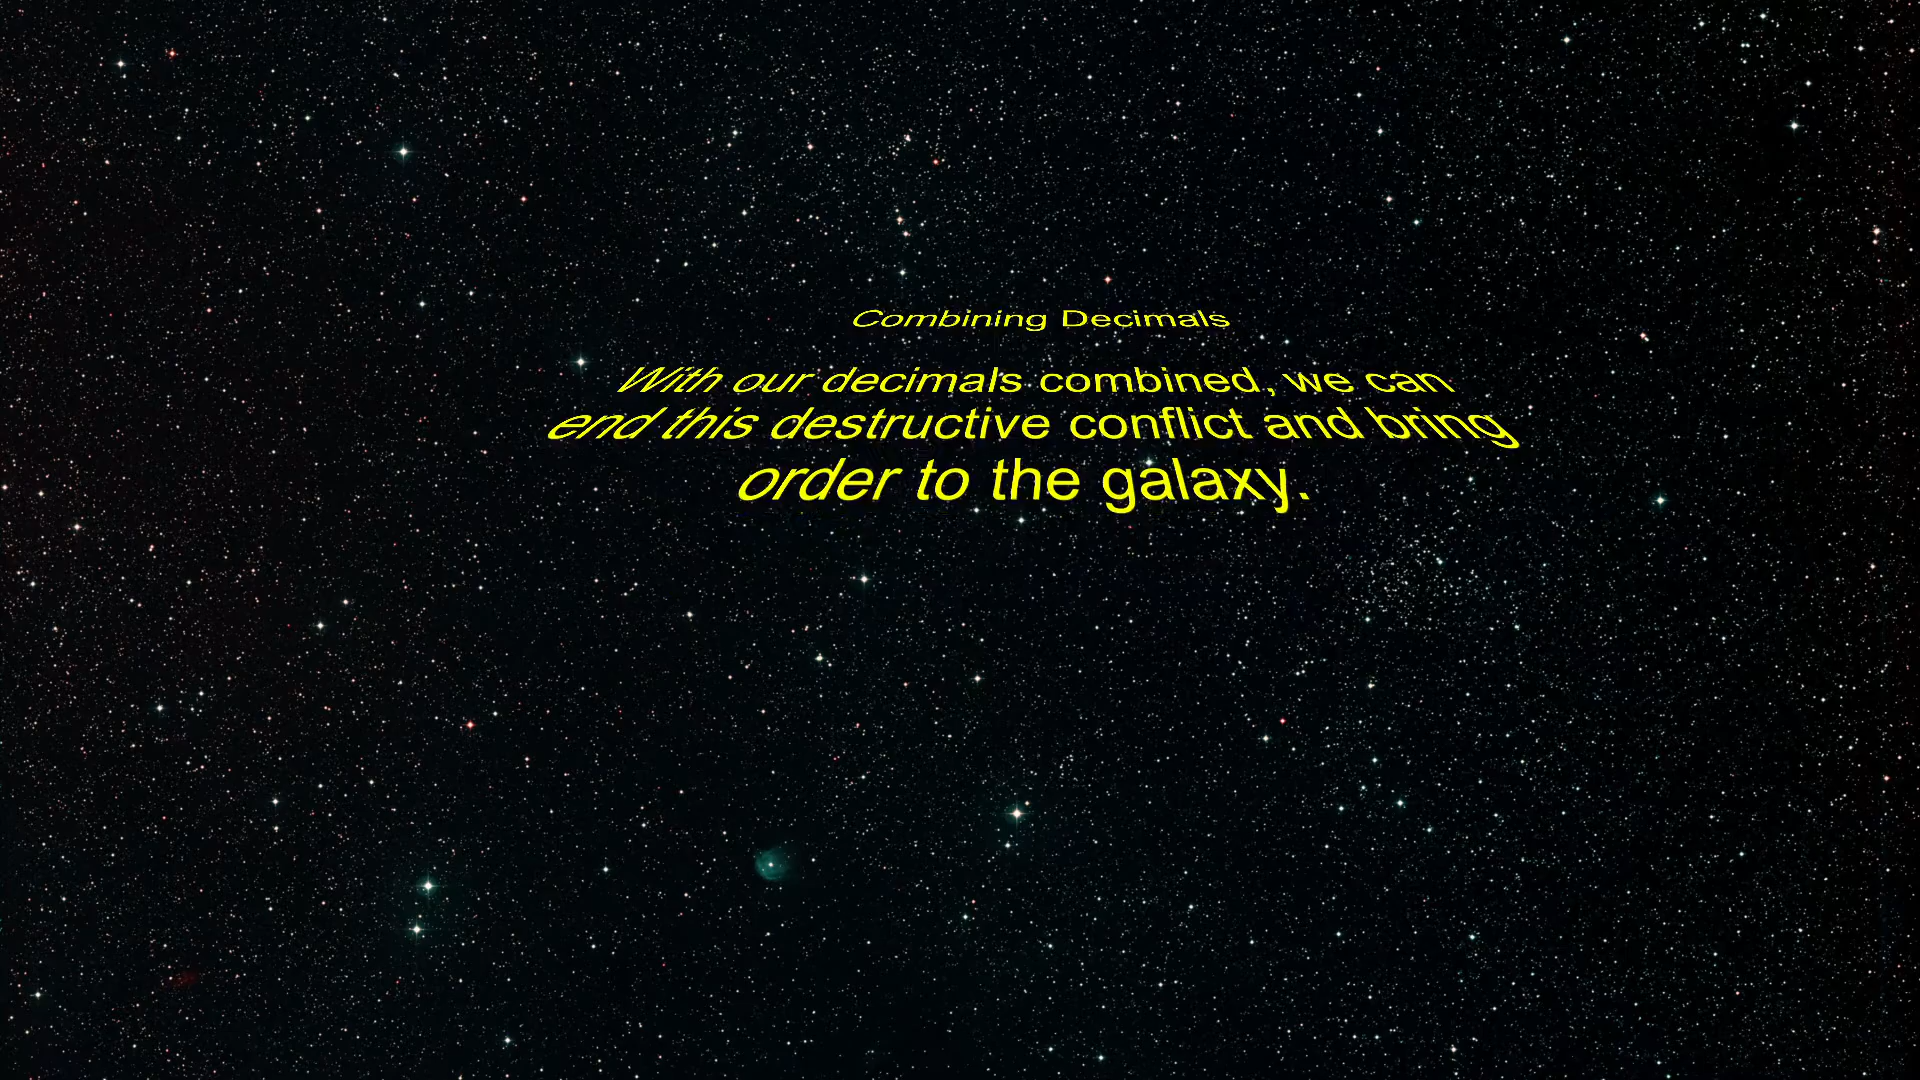 Combining Decimals
With our decimals combined, we can
end this destructive conflict and bring
order to the galaxy.